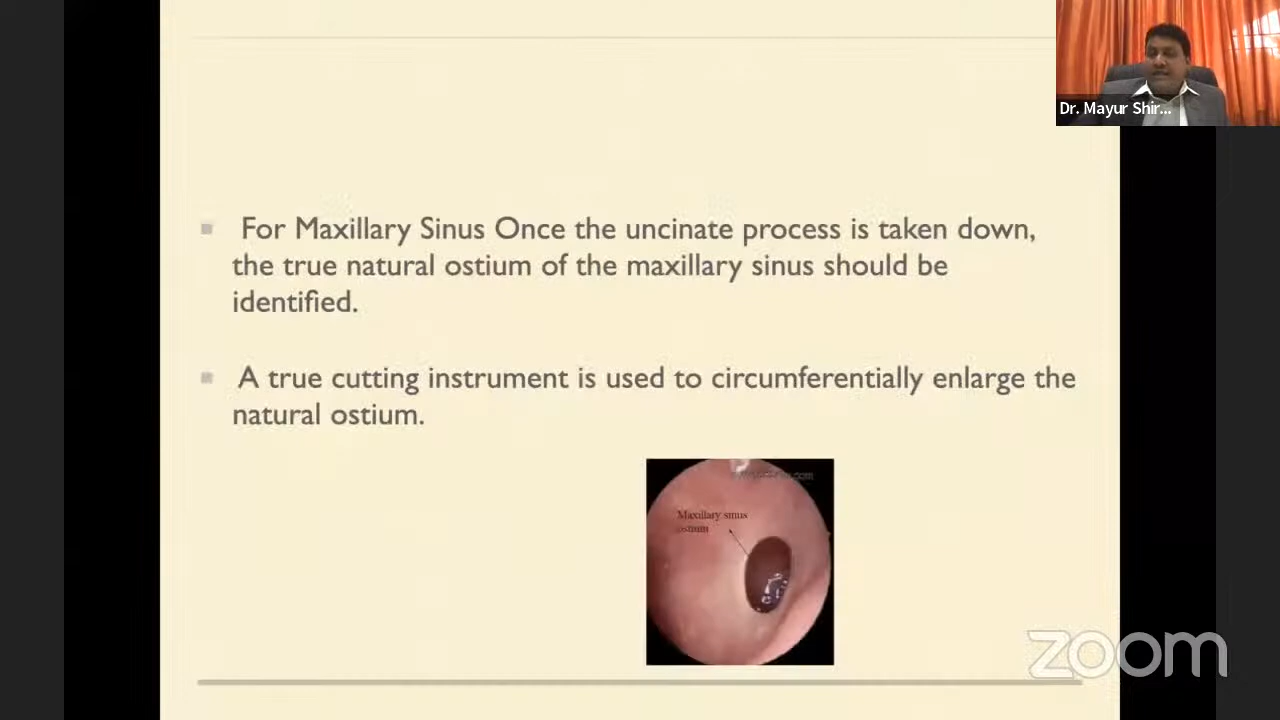 Dr. Mayur Shir...
For Maxillary Sinus Once the uncinate process is taken down,
the true natural ostium of the maxillary sinus should be
identified.
A true cutting instrument is used to circumferentially enlarge the
natural ostium.
Maxillary sinus
ostium
zoom